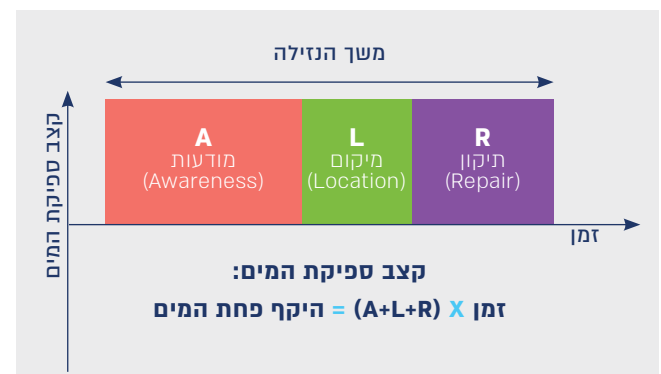 משך הנזילה
קצב ספיקת המים
A
מודעות
(Awareness)
L
מיקום
(Location)
R
תיקון
(Repair)
זמן
קצב ספיקת המים:
זמן X (A+L+R) = היקף פחת המים